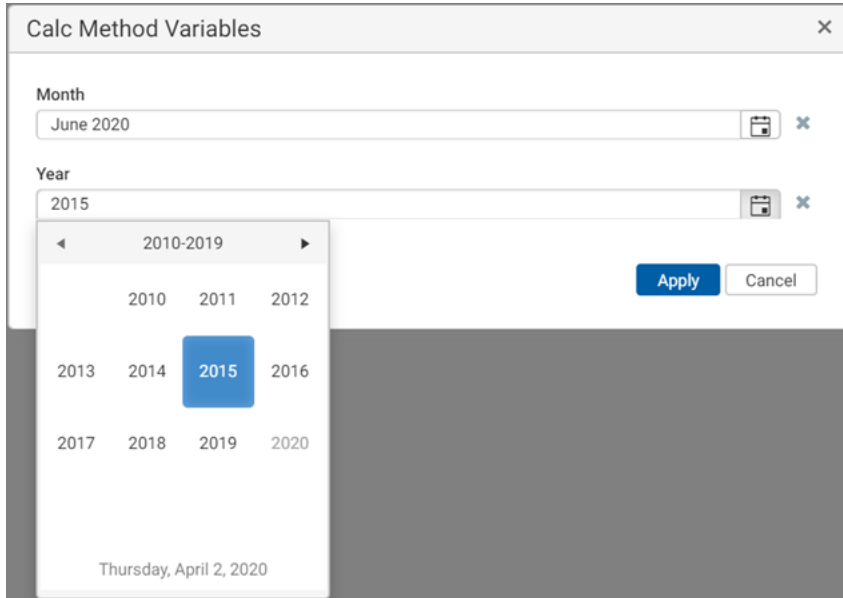 Calc Method Variables
Month
June 2020
Year
2015
2010-2019
2010 2011 2012
2013 2014 2015 2016
2017 2018 2019 2020
Thursday, April 2, 2020
Apply Cancel